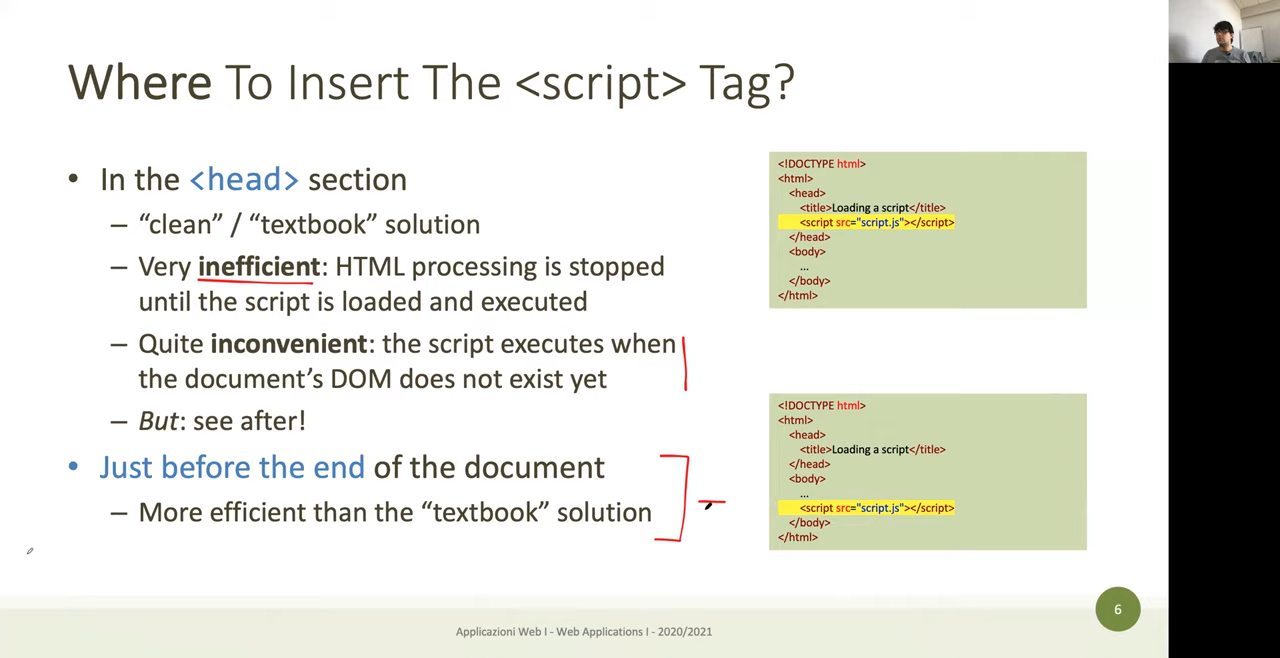 Where To Insert The <script> Tag?
• In the <head> section
– “clean” / “textbook” solution
– Very inefficient: HTML processing is stopped
until the script is loaded and executed
– Quite inconvenient: the script executes when
the document’s DOM does not exist yet
– But: see after!
• Just before the end of the document
– More efficient than the “textbook” solution
<!DOCTYPE html>
<html>
<head>
<title>Loading a script</title>
<script src="script.js"></script>
</head>
<body>
...
</body>
</html>
<!DOCTYPE html>
<html>
<head>
<title>Loading a script</title>
</head>
<body>
...
<script src="script.js"></script>
</body>
</html>
6
Applicazioni Web I - Web Applications I - 2020/2021